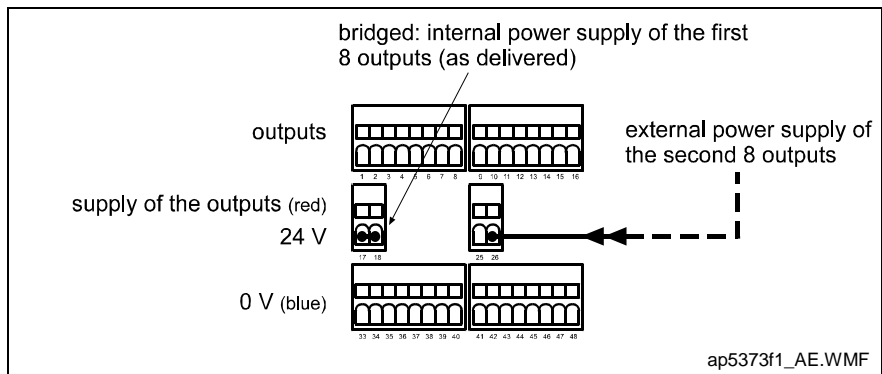 bridged: internal power supply of the first
8 outputs (as delivered)
outputs
external power supply of
the second 8 outputs
1 2 3 4 5 6 7 8
9 10 11 12 13 14 15 16
supply of the outputs (red)
24 V
17 18
25 26
0 V (blue)
33 34 35 36 37 38 39 40
41 42 43 44 45 46 47 48
ap5373f1_AE.WMF